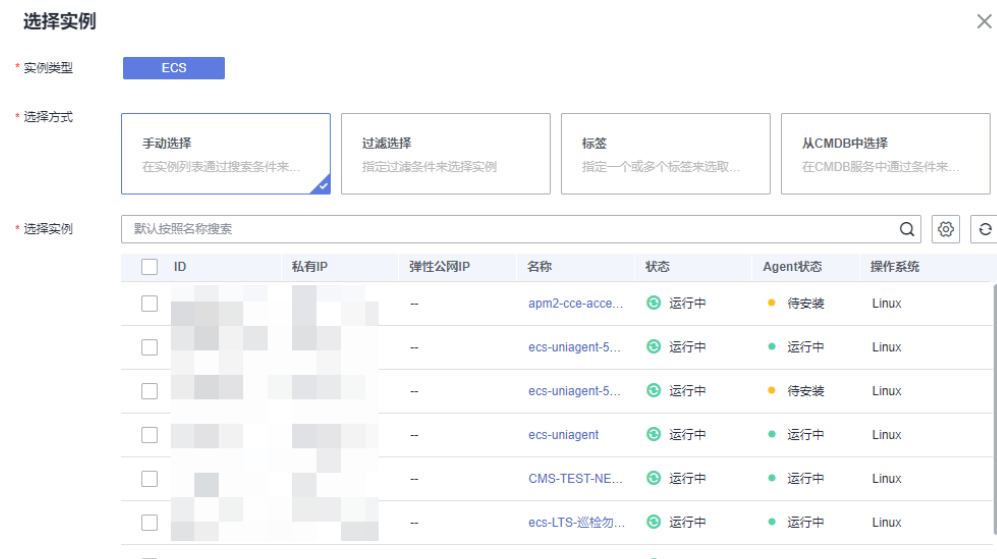 选择实例
* 实例类型 ECS
* 选择方式
手动选择 过滤选择 标签 从CMDB中选择
在实例列表通过搜索条件来... 指定过滤条件来选择实例 指定一个或多个标签来选取... 在CMDB服务中通过条件来...
* 选择实例 默认按照名称搜索
ID 私有IP 弹性公网IP 名称 状态 Agent状态 操作系统
-- apm2-cce-acce... 运行中 待安装 Linux
-- ecs-uniagent-5... 运行中 运行中 Linux
-- ecs-uniagent-5... 运行中 待安装 Linux
-- ecs-uniagent 运行中 运行中 Linux
-- CMS-TEST-NE... 运行中 运行中 Linux
-- ecs-LTS-巡检勿... 运行中 运行中 Linux